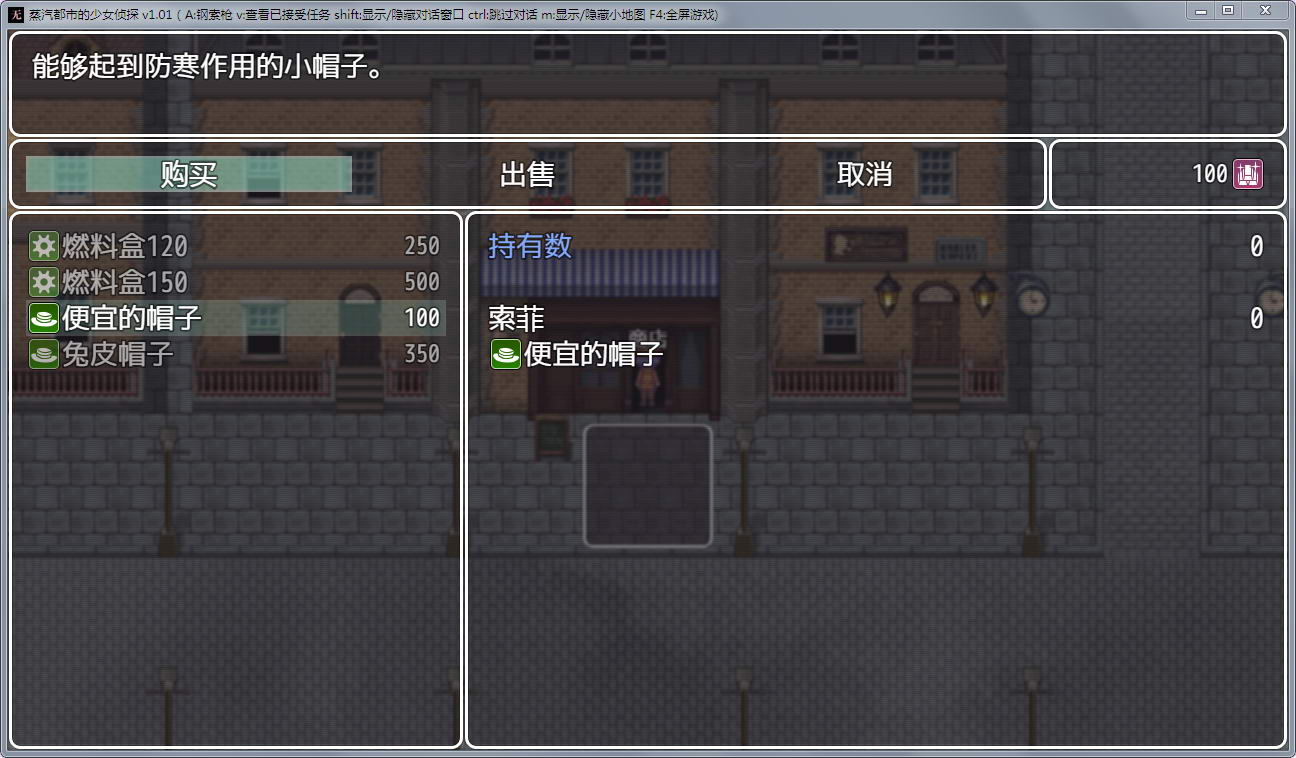 蒸汽都市的少女侦探 v1.01 ( A:钢索枪 v:查看已接受任务 shift:显示/隐藏对话窗口 ctrl:跳过对话 m:显示/隐藏小地图 F4:全屏游戏)
能够起到防寒作用的小帽子。
购买 出售 取消 100
燃料盒120 250
燃料盒150 500
便宜的帽子 100
兔皮帽子 350
持有数 0
索菲 0
便宜的帽子
商店